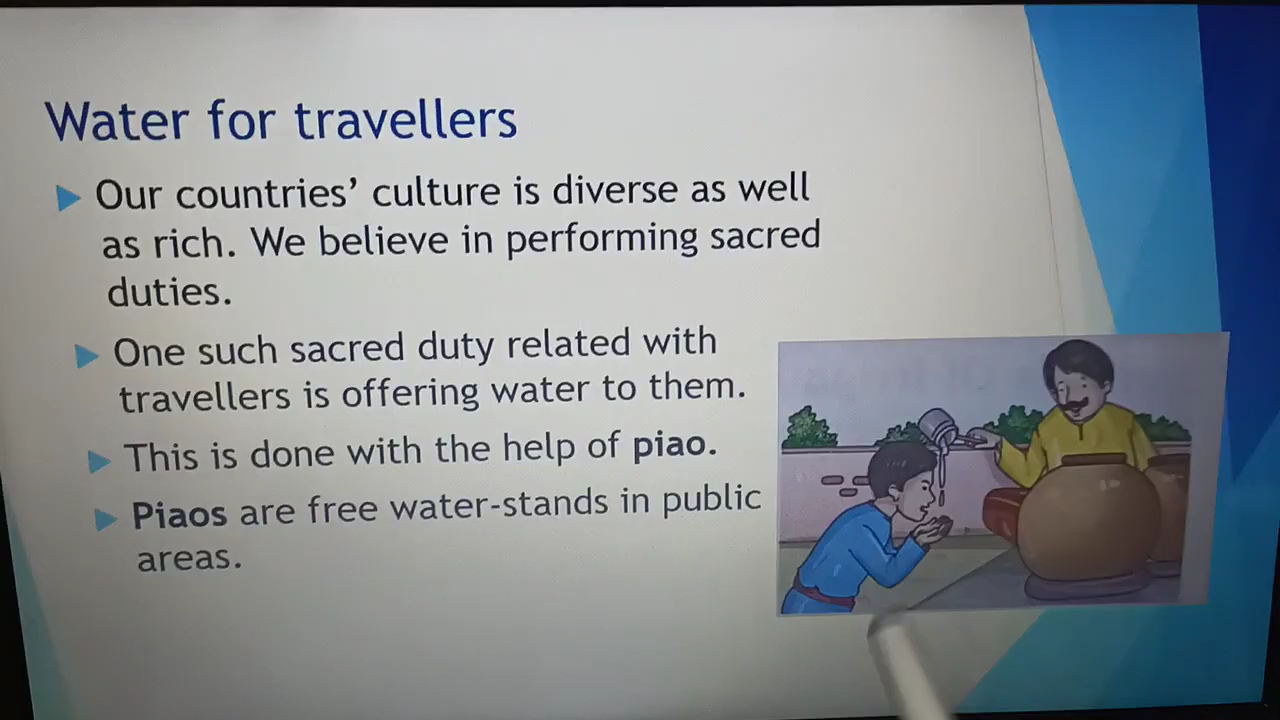 Water for travellers
Our countries’ culture is diverse as well
as rich. We believe in performing sacred
duties.
One such sacred duty related with
travellers is offering water to them.
This is done with the help of piao.
Piaos are free water-stands in public
areas.